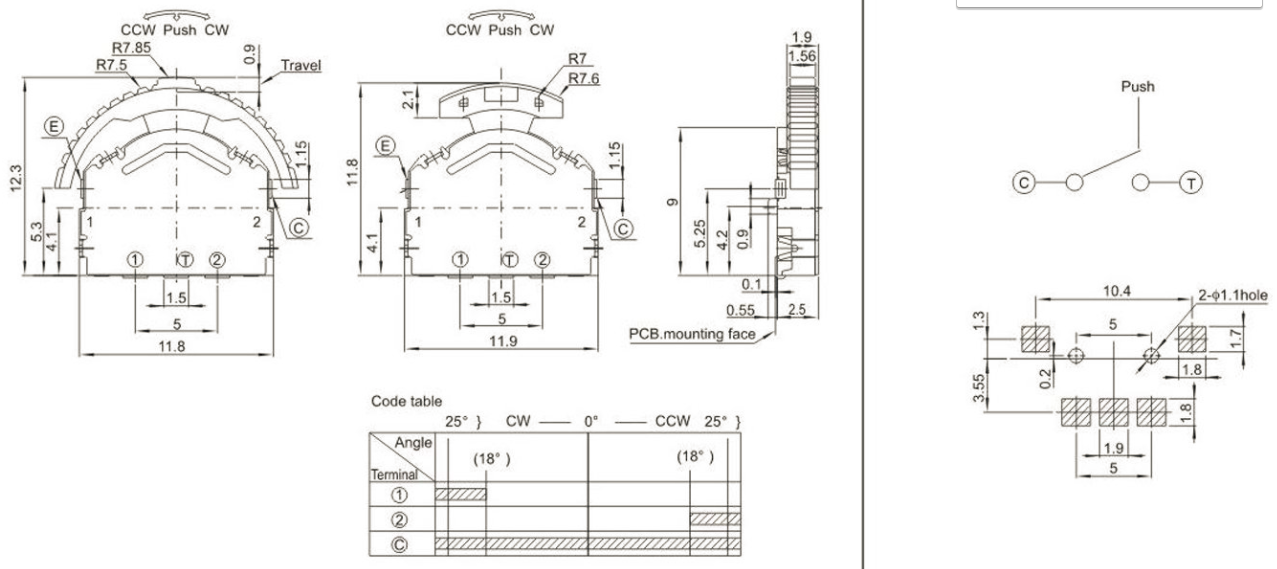 CCW Push CW
R7.85
R7.5
0.9
Travel
E
12.3
5.3
4.1
1
2
1.15
C
1 T 2
1.5
5
11.8
CCW Push CW
R7
R7.6
2.1
E
11.8
4.1
1
2
1.15
C
1 T 2
1.5
5
11.9
1.9
1.56
9
5.25
4.2
0.9
0.1
0.55
2.5
PCB.mounting face
Code table
25° } CW — 0° — CCW 25° }
Angle
Terminal
(18° )
(18° )
1
2
C
Push
C
T
10.4
2-φ1.1hole
5
1.3
1.7
1.8
0.2
3.55
1.8
1.9
5